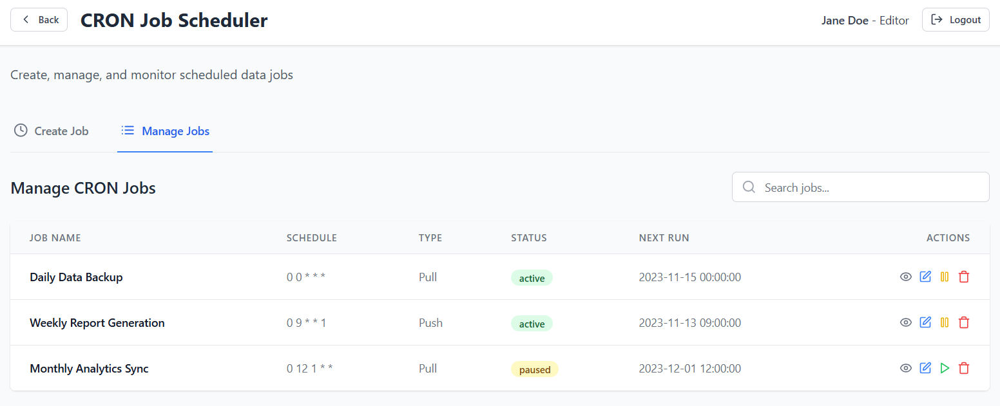 Back CRON Job Scheduler Jane Doe - Editor Logout
Create, manage, and monitor scheduled data jobs
Create Job Manage Jobs
Manage CRON Jobs Search jobs...
JOB NAME SCHEDULE TYPE STATUS NEXT RUN ACTIONS
Daily Data Backup 0 0 * * * Pull active 2023-11-15 00:00:00
Weekly Report Generation 0 9 * * 1 Push active 2023-11-13 09:00:00
Monthly Analytics Sync 0 12 1 * * Pull paused 2023-12-01 12:00:00